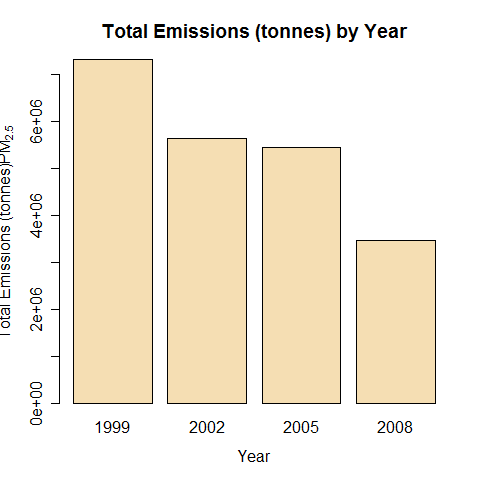 Total Emissions (tonnes) by Year
Total Emissions (tonnes)PM2.5
6e+06
4e+06
2e+06
0e+00
1999 2002 2005 2008
Year